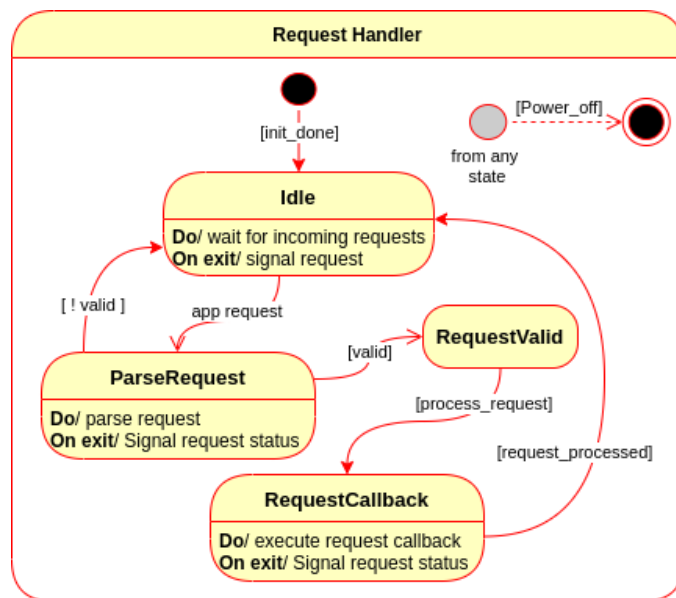 Request Handler
[Power_off]
[init_done]
from any
state
Idle
Do/ wait for incoming requests
On exit/ signal request
[ ! valid ]
app request
RequestValid
[valid]
ParseRequest
Do/ parse request
On exit/ Signal request status
[process_request]
[request_processed]
RequestCallback
Do/ execute request callback
On exit/ Signal request status